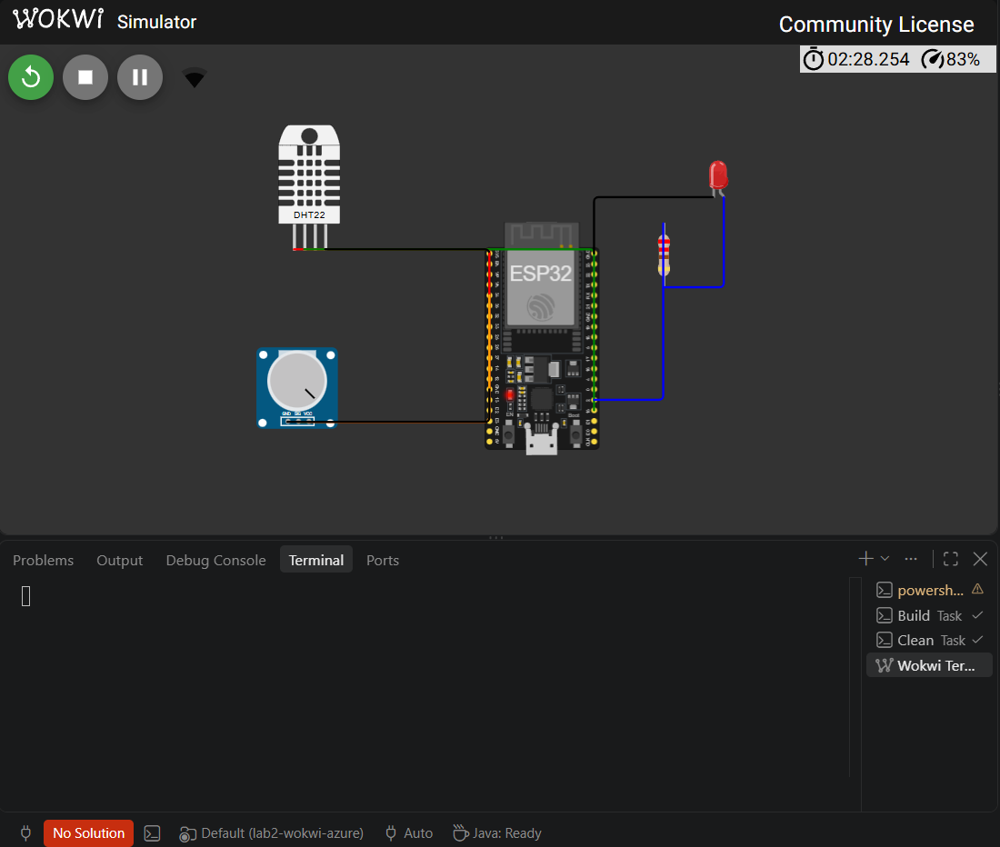 WOKWi Simulator
Community License
02:28.254 83%
DHT22
ESP32
GND SIG VCC
Problems Output Debug Console Terminal Ports
powersh...
Build Task
Clean Task
Wokwi Ter...
No Solution Default (lab2-wokwi-azure) Auto Java: Ready